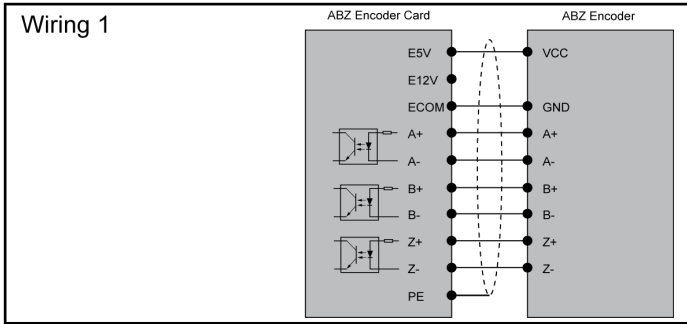 Wiring 1
ABZ Encoder Card
ABZ Encoder
E5V
VCC
E12V
ECOM
GND
A+
A+
A-
A-
B+
B+
B-
B-
Z+
Z+
Z-
Z-
PE